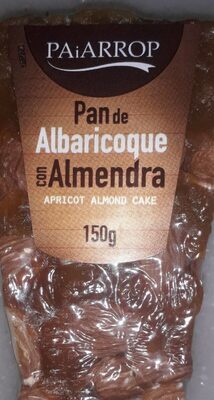 PAiARROP
Pan de
Albaricoque
con Almendra
APRICOT ALMOND CAKE
150g